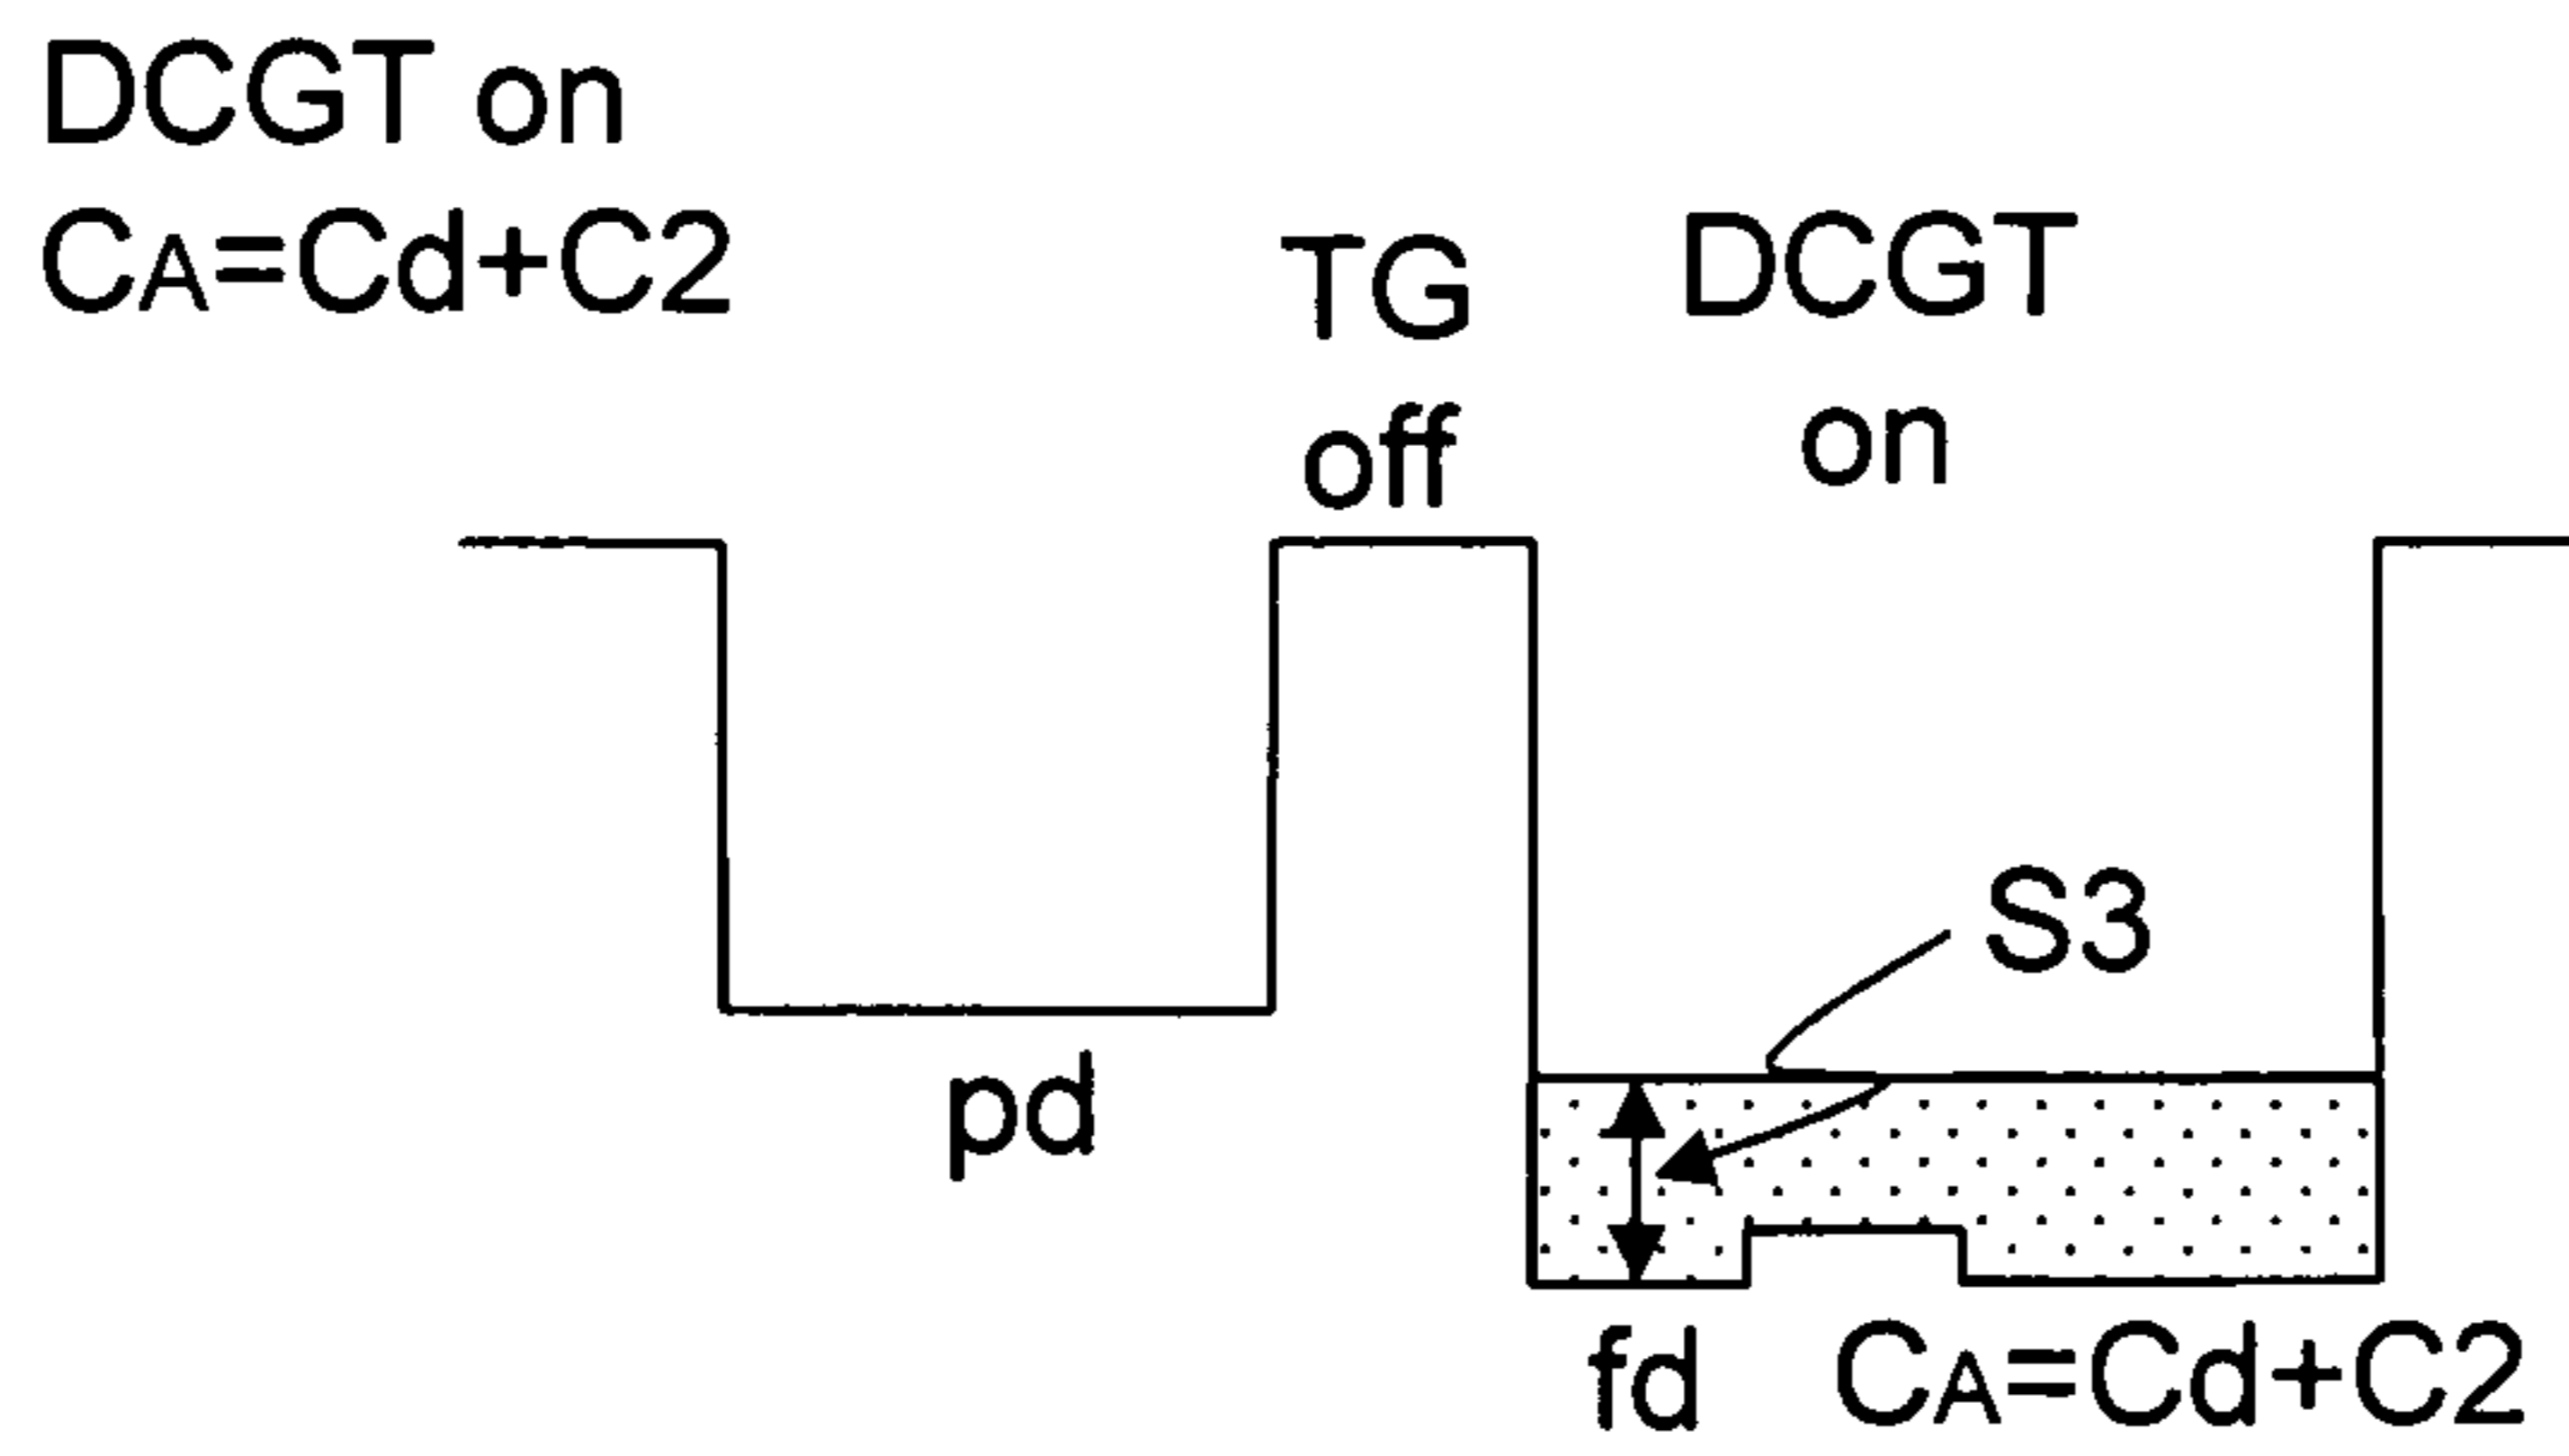 DCGT on
CA=Cd+C2
TG
off
DCGT
on
S3
pd
fd
CA=Cd+C2